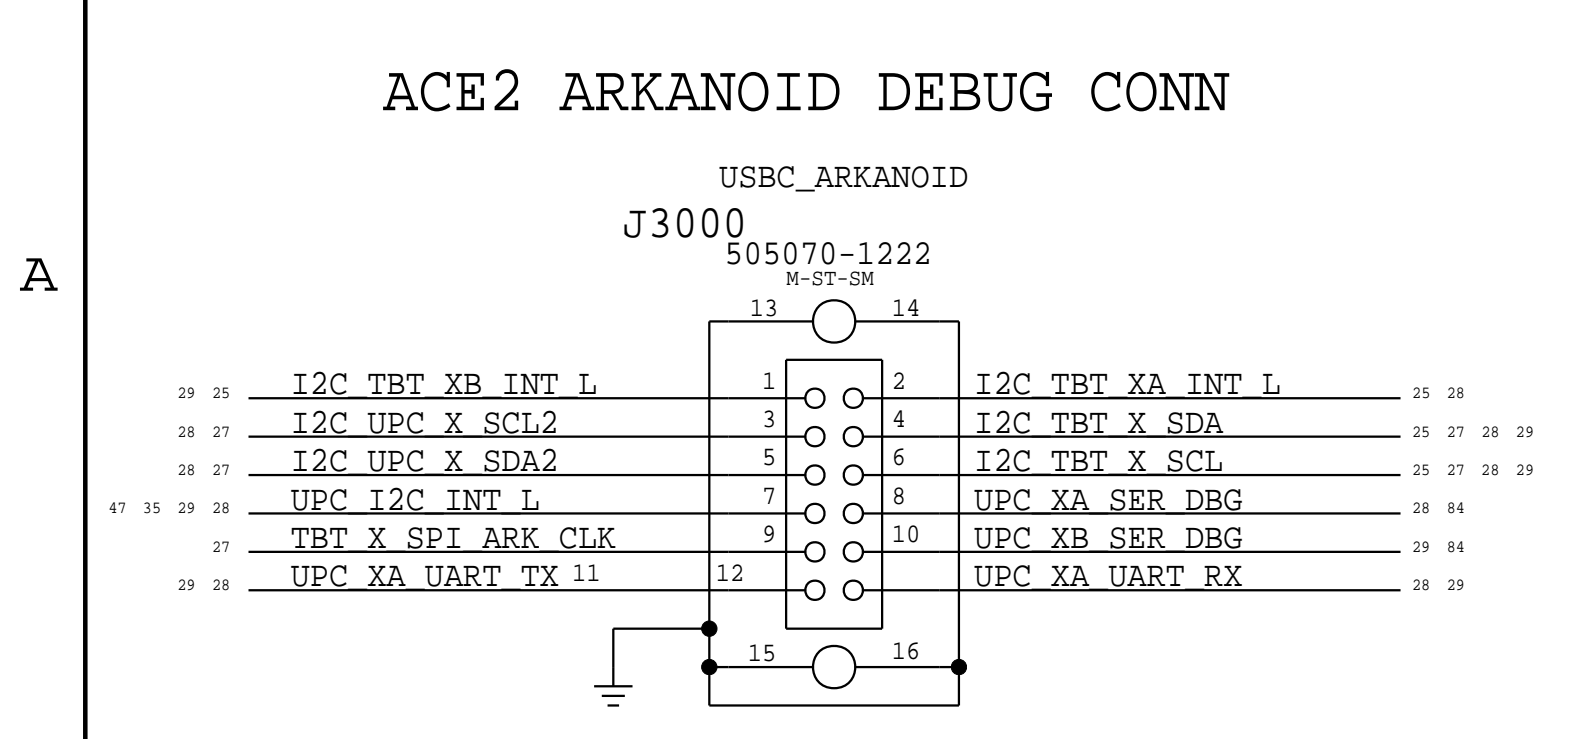 ACE2 ARKANOID DEBUG CONN
USBC_ARKANOID
J3000
505070-1222
A
M-ST-SM
13 14
29 25 I2C_TBT_XB_INT_L 1 2 I2C_TBT_XA_INT_L 25 28
28 27 I2C_UPC_X_SCL2 3 4 I2C_TBT_X_SDA 25 27 28 29
28 27 I2C_UPC_X_SDA2 5 6 I2C_TBT_X_SCL 25 27 28 29
47 35 29 28 UPC_I2C_INT_L 7 8 UPC_XA_SER_DBG 28 84
27 TBT_X_SPI_ARK_CLK 9 10 UPC_XB_SER_DBG 29 84
29 28 UPC_XA_UART_TX 11 12 UPC_XA_UART_RX 28 29
15 16